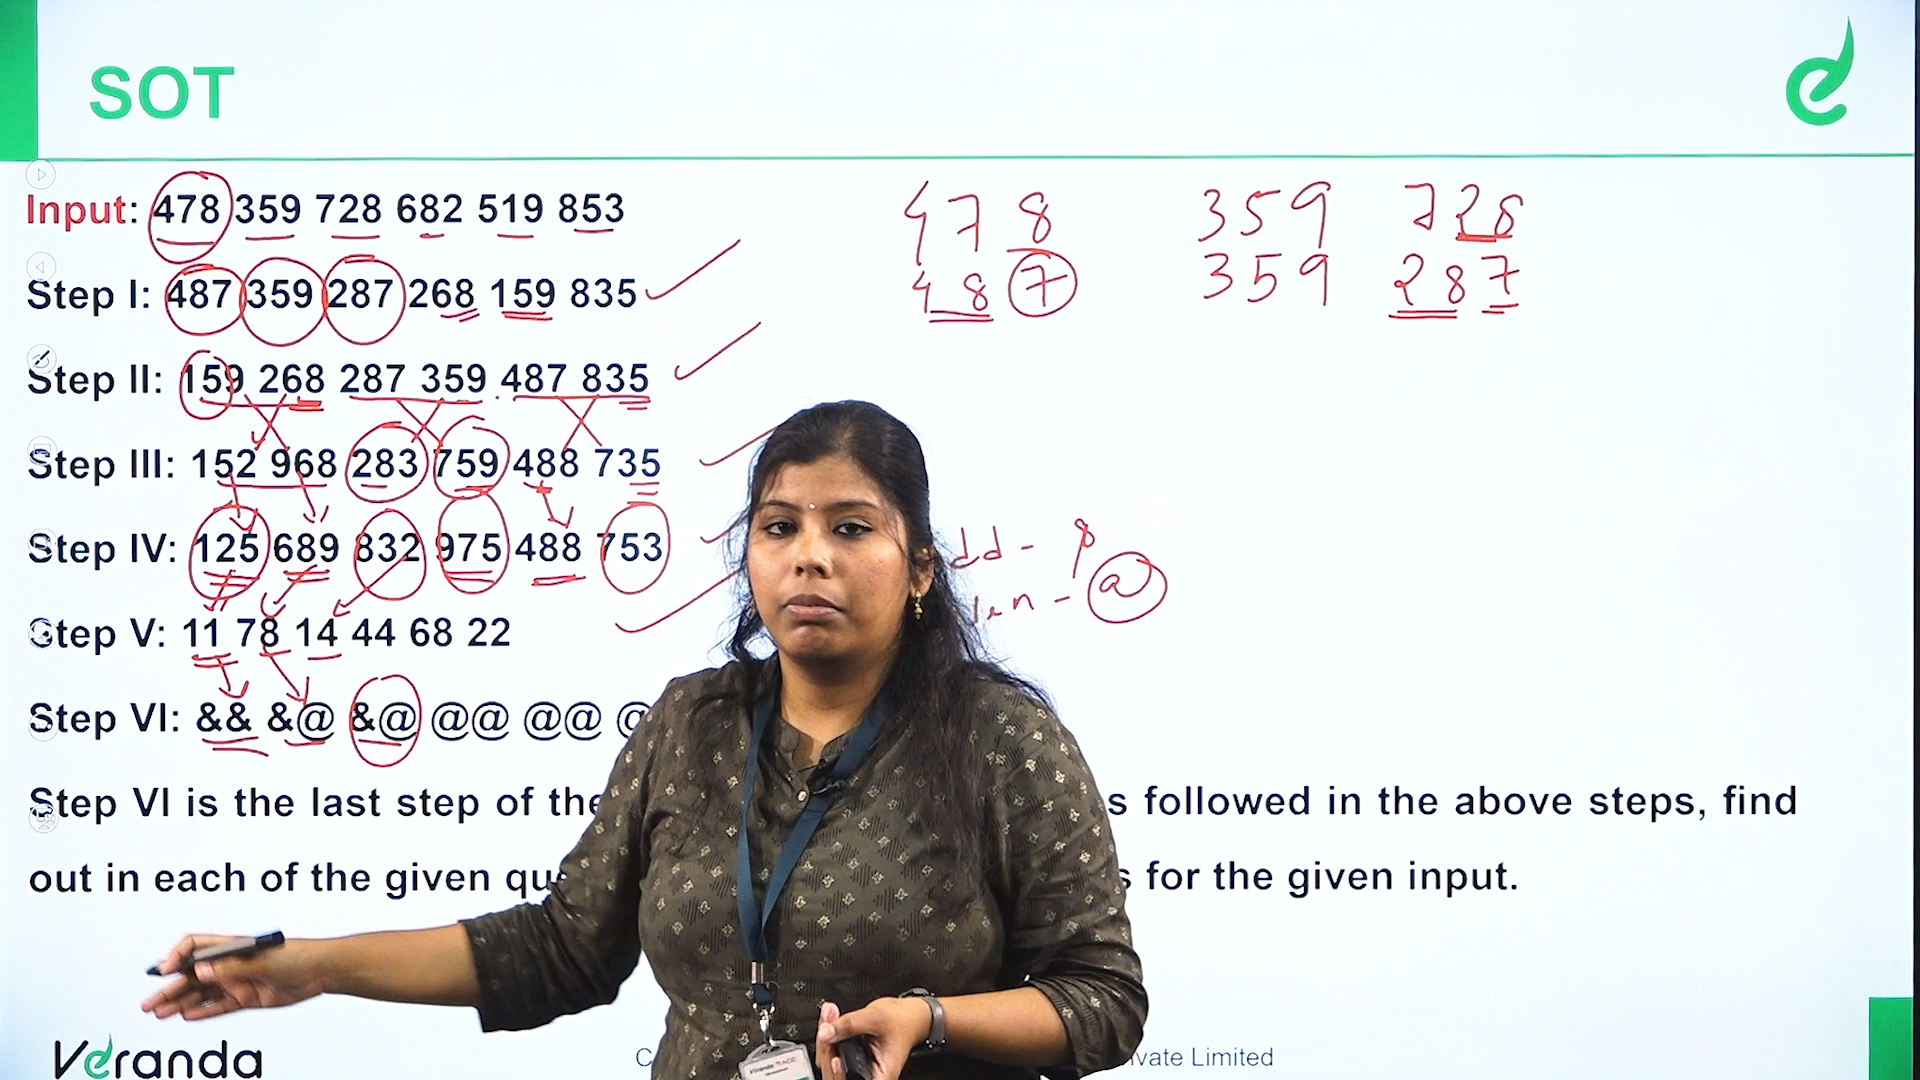 SOT
Input: 478 359 728 682 519 853
Step I: 487 359 287 268 159 835
Step II: 159 268 287 359 487 835
Step III: 152 968 283 759 488 735
Step IV: 125 689 832 975 488 753
Step V: 11 78 14 44 68 22
Step VI: && &@ &@ @@ @@ @
Step VI is the last step of the followed in the above steps, find
out in each of the given for the given input.
478 359 728
487 359 287
dd - &
en - @
Veranda
Limited